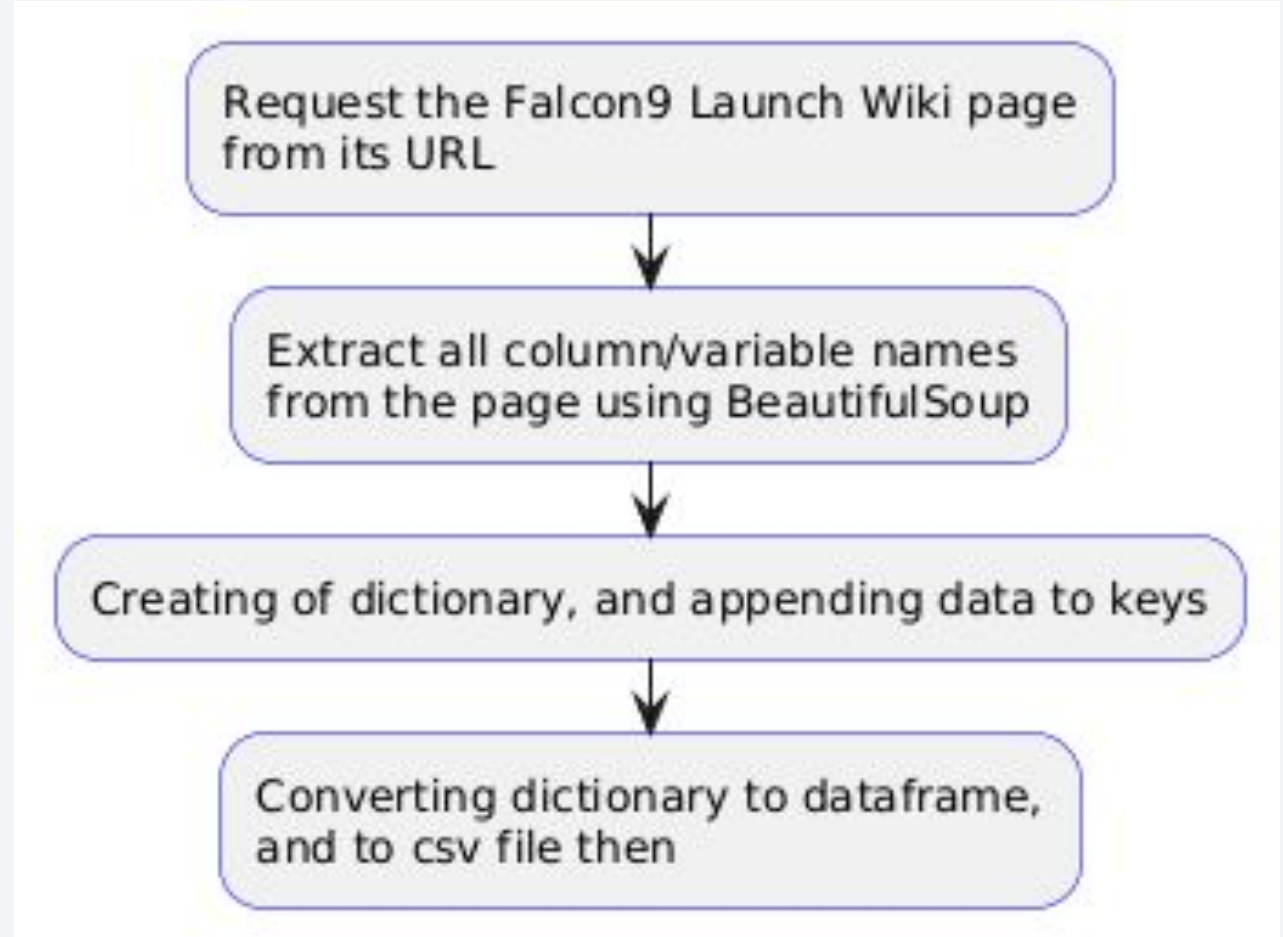 Request the Falcon9 Launch Wiki page
from its URL
Extract all column/variable names
from the page using BeautifulSoup
Creating of dictionary, and appending data to keys
Converting dictionary to dataframe,
and to csv file then